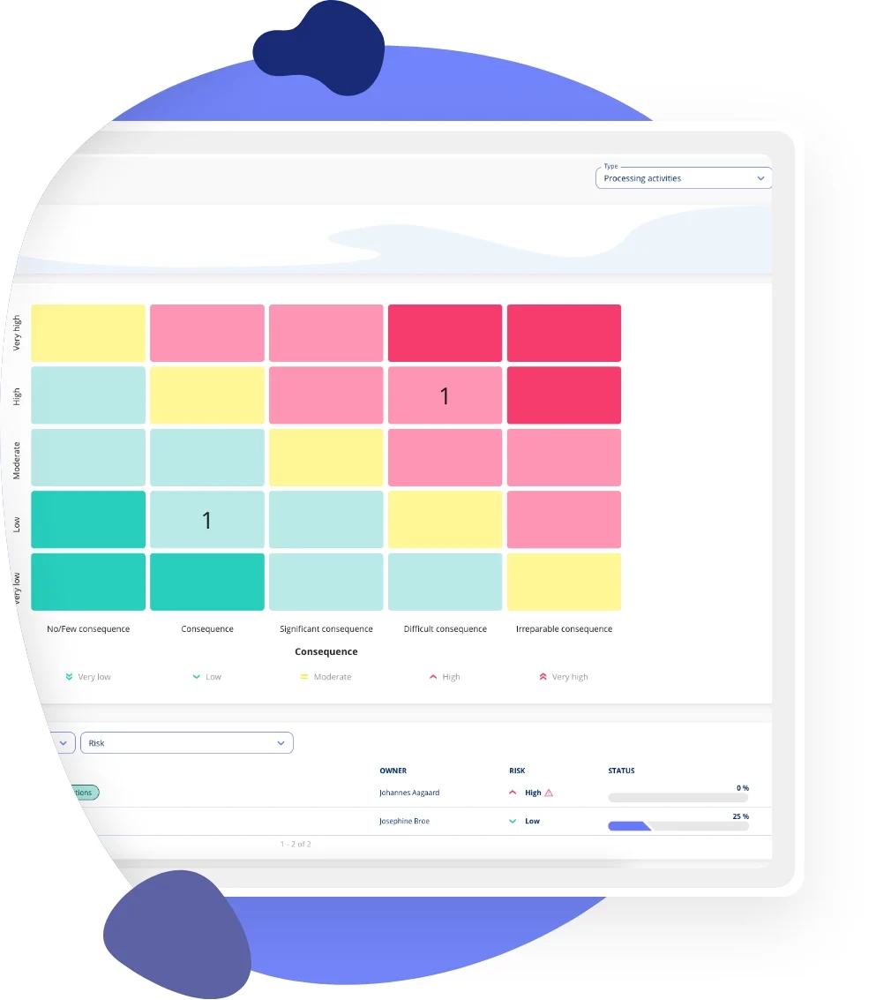 Type
Processing activities
Very high
High
1
Moderate
Low
1
ery low
No/Few consequence Consequence Significant consequence Difficult consequence Irreparable consequence
Consequence
Very low Low Moderate High Very high
Risk
OWNER RISK STATUS
tions Johannes Aagaard High 0 %
Josephine Broe Low 25 %
1 - 2 of 2